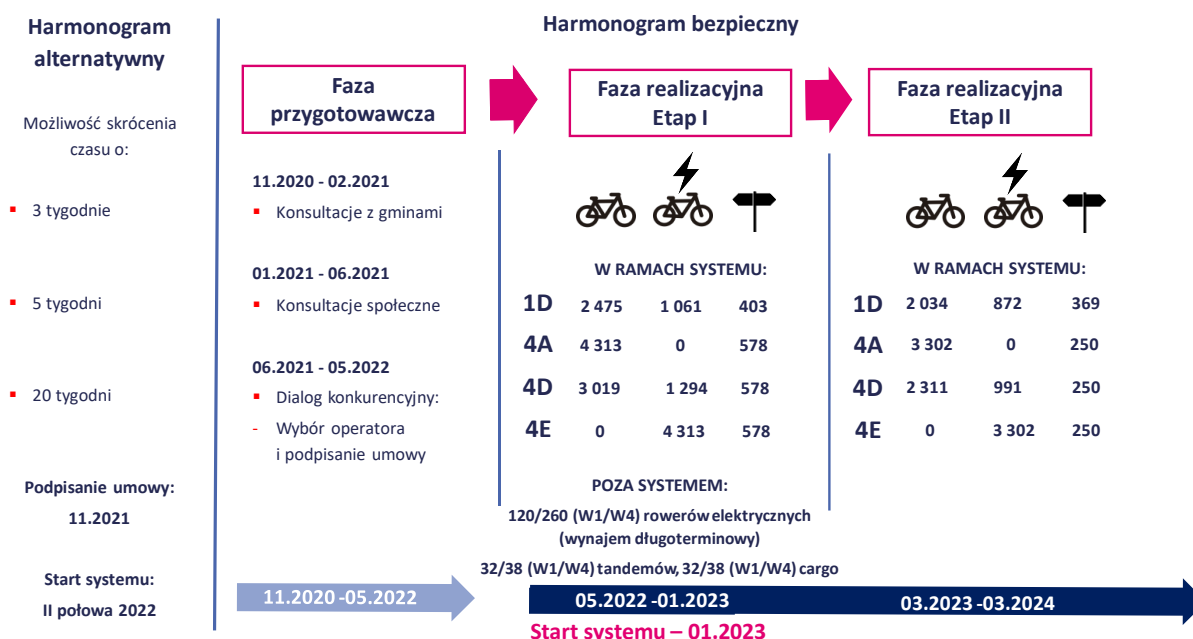 Harmonogram
alternatywny
Możliwość skrócenia
czasu o:
▪ 3 tygodnie
▪ 5 tygodni
▪ 20 tygodni
Podpisanie umowy:
11.2021
Start systemu:
II połowa 2022
Harmonogram bezpieczny
Faza
przygotowawcza
11.2020 - 02.2021
▪ Konsultacje z gminami
01.2021 - 06.2021
▪ Konsultacje społeczne
06.2021 - 05.2022
▪ Dialog konkurencyjny:
- Wybór operatora
i podpisanie umowy
11.2020 -05.2022
Faza realizacyjna
Etap I
W RAMACH SYSTEMU:
1D 2 475 1 061 403
4A 4 313 0 578
4D 3 019 1 294 578
4E 0 4 313 578
POZA SYSTEMEM:
120/260 (W1/W4) rowerów elektrycznych
(wynajem długoterminowy)
32/38 (W1/W4) tandemów, 32/38 (W1/W4) cargo
05.2022 -01.2023
Start systemu – 01.2023
Faza realizacyjna
Etap II
W RAMACH SYSTEMU:
1D 2 034 872 369
4A 3 302 0 250
4D 2 311 991 250
4E 0 3 302 250
03.2023 -03.2024